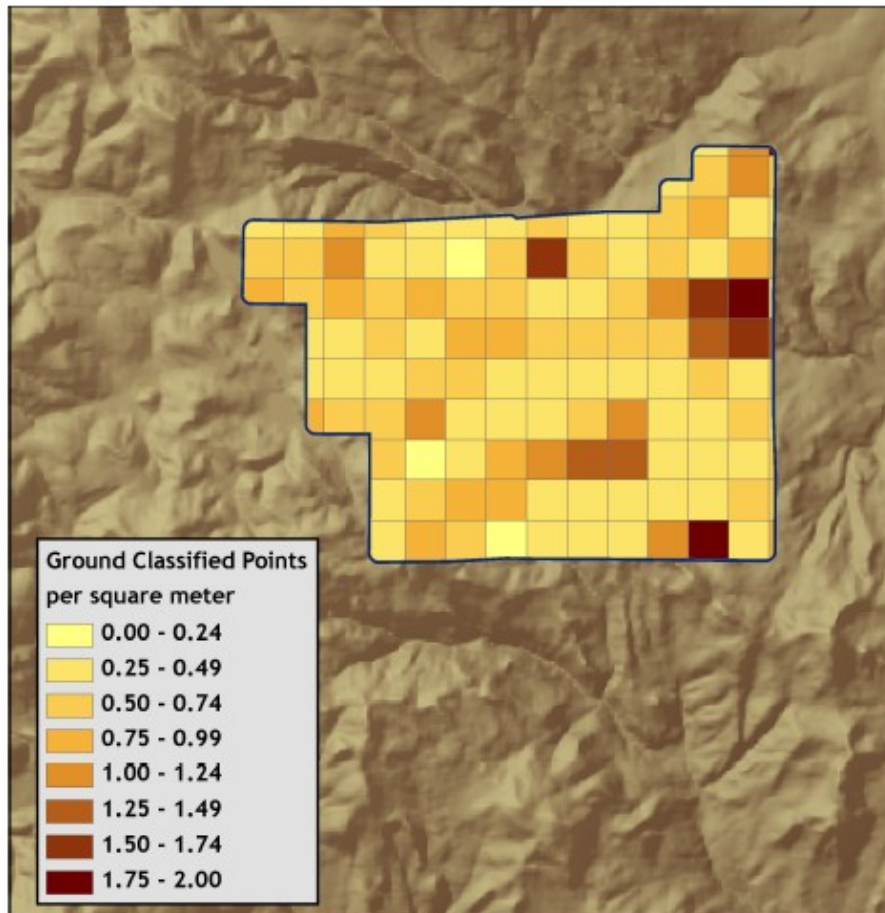 Ground Classified Points
per square meter
0.00 - 0.24
0.25 - 0.49
0.50 - 0.74
0.75 - 0.99
1.00 - 1.24
1.25 - 1.49
1.50 - 1.74
1.75 - 2.00